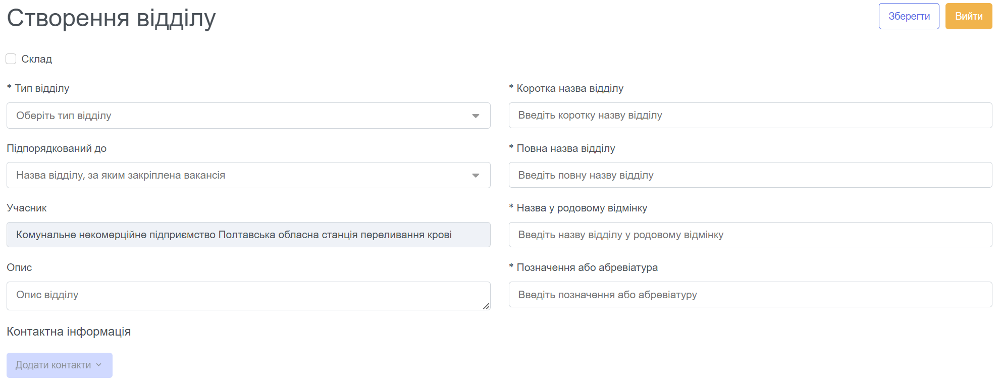 Створення відділу
Зберегти
Вийти
Склад
* Тип відділу
Оберіть тип відділу
* Коротка назва відділу
Введіть коротку назву відділу
Підпорядкований до
Назва відділу, за яким закріплена вакансія
* Повна назва відділу
Введіть повну назву відділу
Учасник
Комунальне некомерційне підприємство Полтавська обласна станція переливання крові
* Назва у родовому відмінку
Введіть назву відділу у родовому відмінку
Опис
Опис відділу
* Позначення або абревіатура
Введіть позначення або абревіатуру
Контактна інформація
Додати контакти